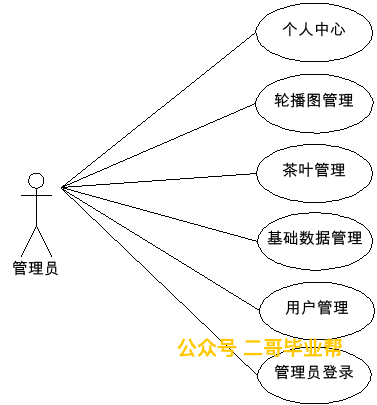 个人中心
轮播图管理
茶叶管理
基础数据管理
管理员
用户管理
公众号 二哥毕业帮
管理员登录